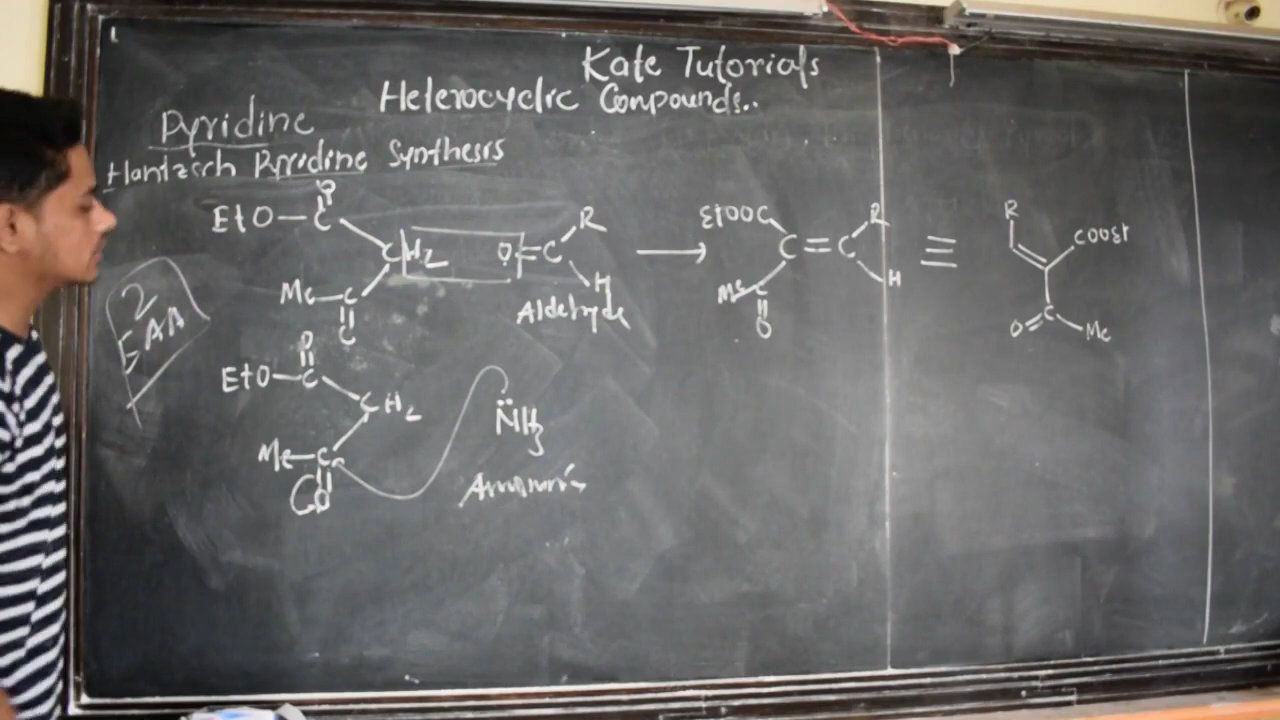 Kate Tutorials
Heterocyclic Compounds..
Pyridine
Hantzsch Pyridine Synthesis
EtO—C=O
CH2 O=C R
Me—C=O H
Aldehyde
EtOOC C=C R
Me C=O H
≡
R COOEt
O=C Me
2
EAA
EtO—C=O
CH2
Me—C=O
NH3
Ammonia